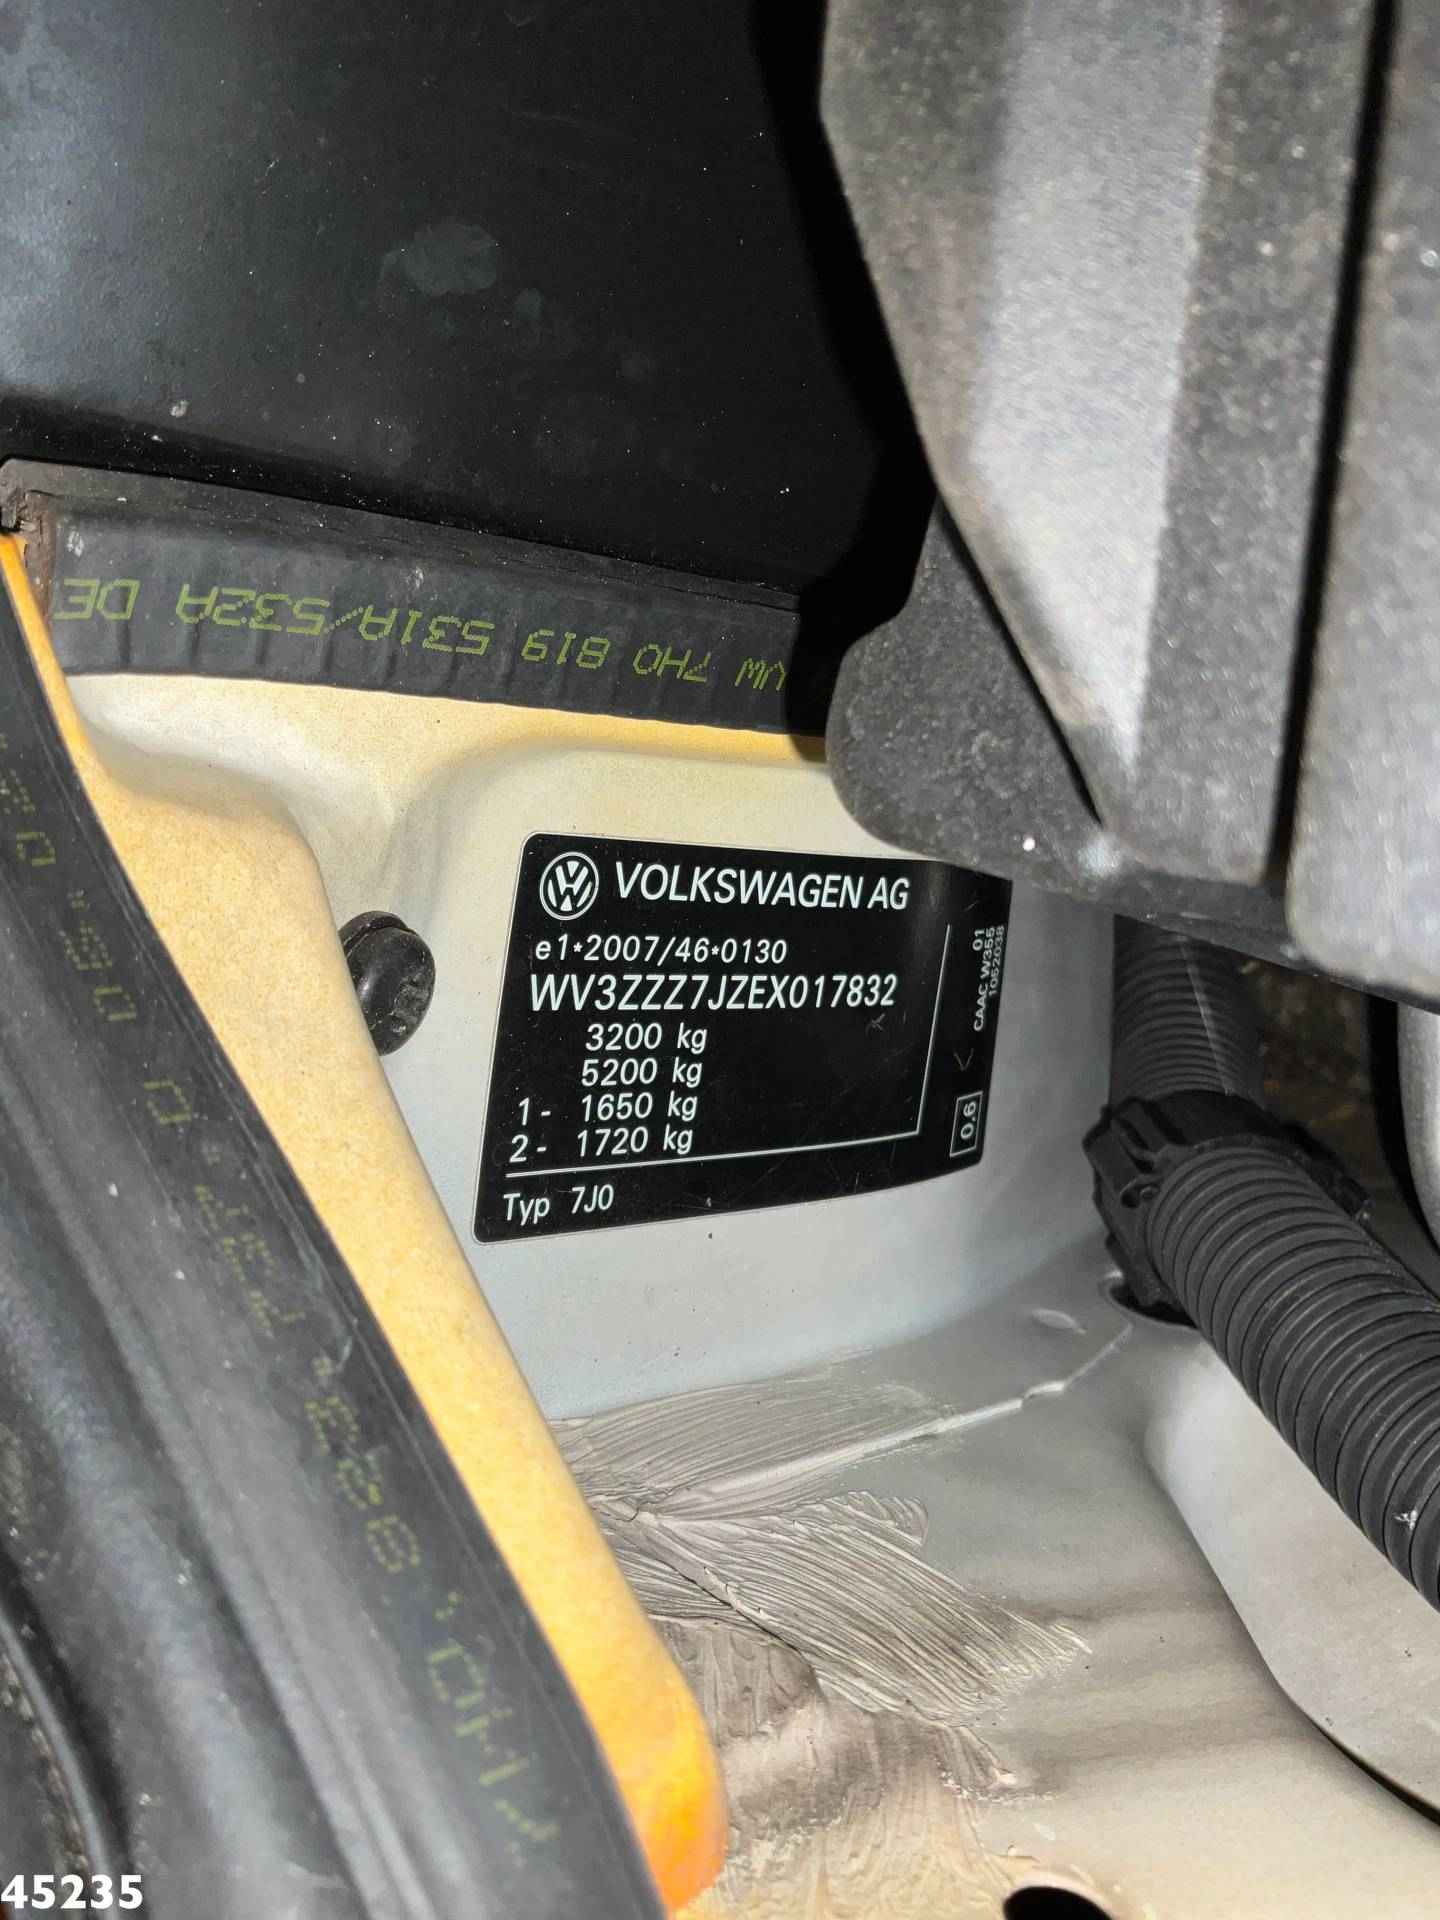 VW 7H0 819 531A/532A DE
VOLKSWAGEN AG
e1*2007/46*0130
WV3ZZZ7JZEX017832
3200 kg
5200 kg
1- 1650 kg
2- 1720 kg
Typ 7J0
01
CAAC W355
1052038
0.6
45235